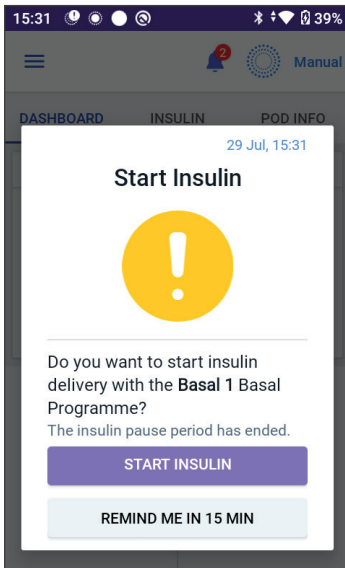 15:31 39%
2
Manual
DASHBOARD INSULIN POD INFO
29 Jul, 15:31
Start Insulin
!
Do you want to start insulin
delivery with the Basal 1 Basal
Programme?
The insulin pause period has ended.
START INSULIN
REMIND ME IN 15 MIN